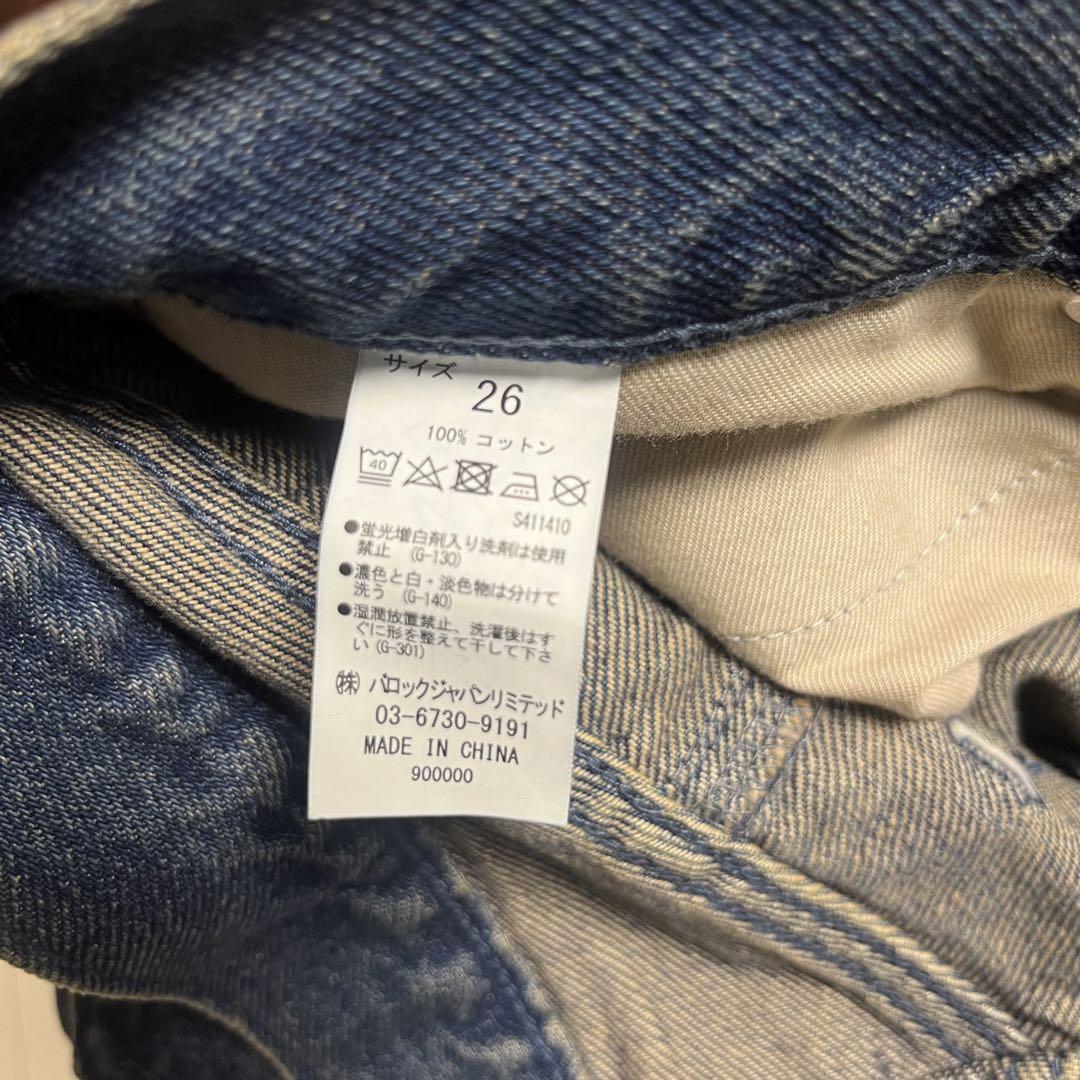 サイズ 26
100% コットン
40
S411410
●蛍光増白剤入り洗剤は使用
禁止 (G-130)
●濃色と白・淡色物は分けて
洗う (G-140)
●湿潤放置禁止、洗濯後はす
ぐに形を整えて干して下さ
い(G-301)
㈱ バロックジャパンリミテッド
03-6730-9191
MADE IN CHINA
900000